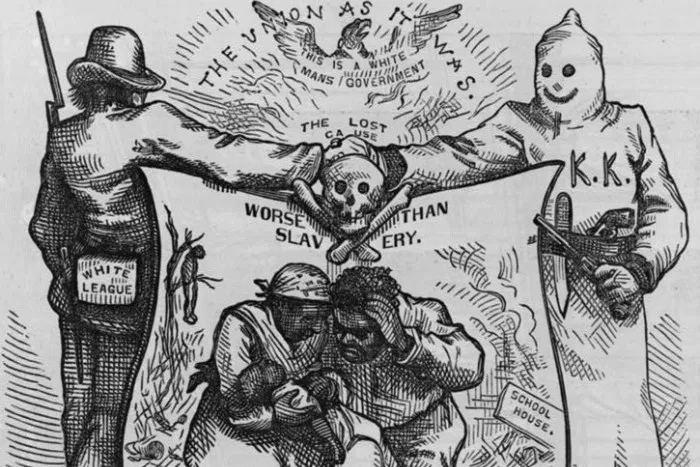 THE UNION AS IT WAS.
THIS IS A WHITE
MANS GOVERNMENT
THE LOST
CAUSE
WORSE THAN
SLAVERY.
K.K.
WHITE
LEAGUE
SCHOOL
HOUSE.